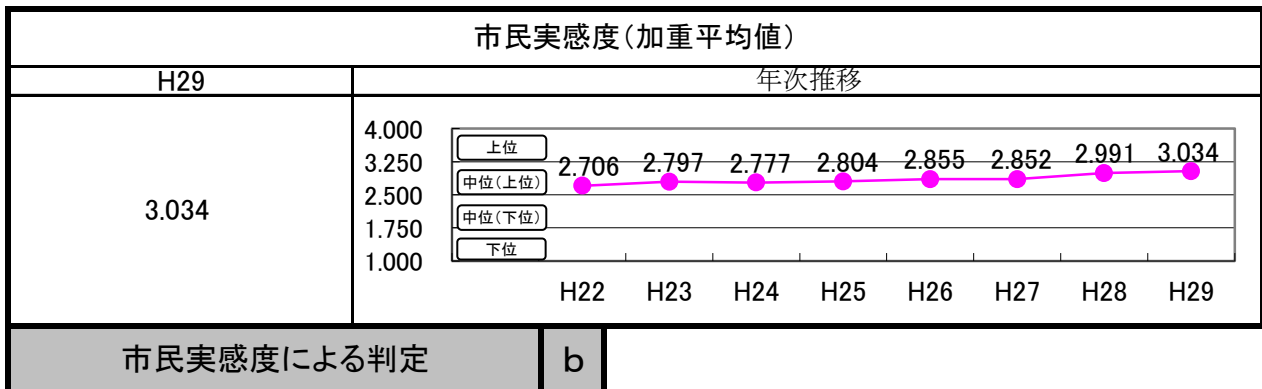 市民実感度(加重平均値)
H29 年次推移
3.034
4.000
3.250
2.500
1.750
1.000
上位
中位(上位)
中位(下位)
下位
2.706 2.797 2.777 2.804 2.855 2.852 2.991 3.034
H22 H23 H24 H25 H26 H27 H28 H29
市民実感度による判定 b